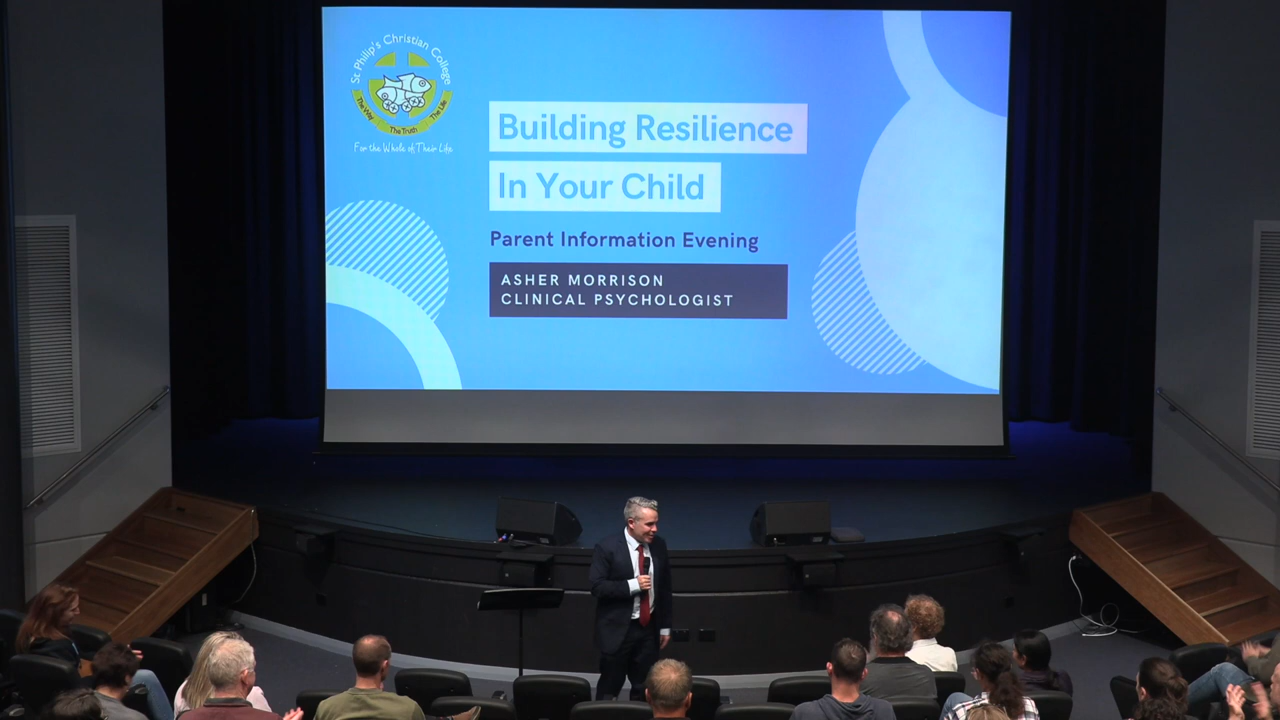 St Philip's Christian College
The Way
The Truth
The Life
For the Whole of Their Life
Building Resilience
In Your Child
Parent Information Evening
ASHER MORRISON
CLINICAL PSYCHOLOGIST